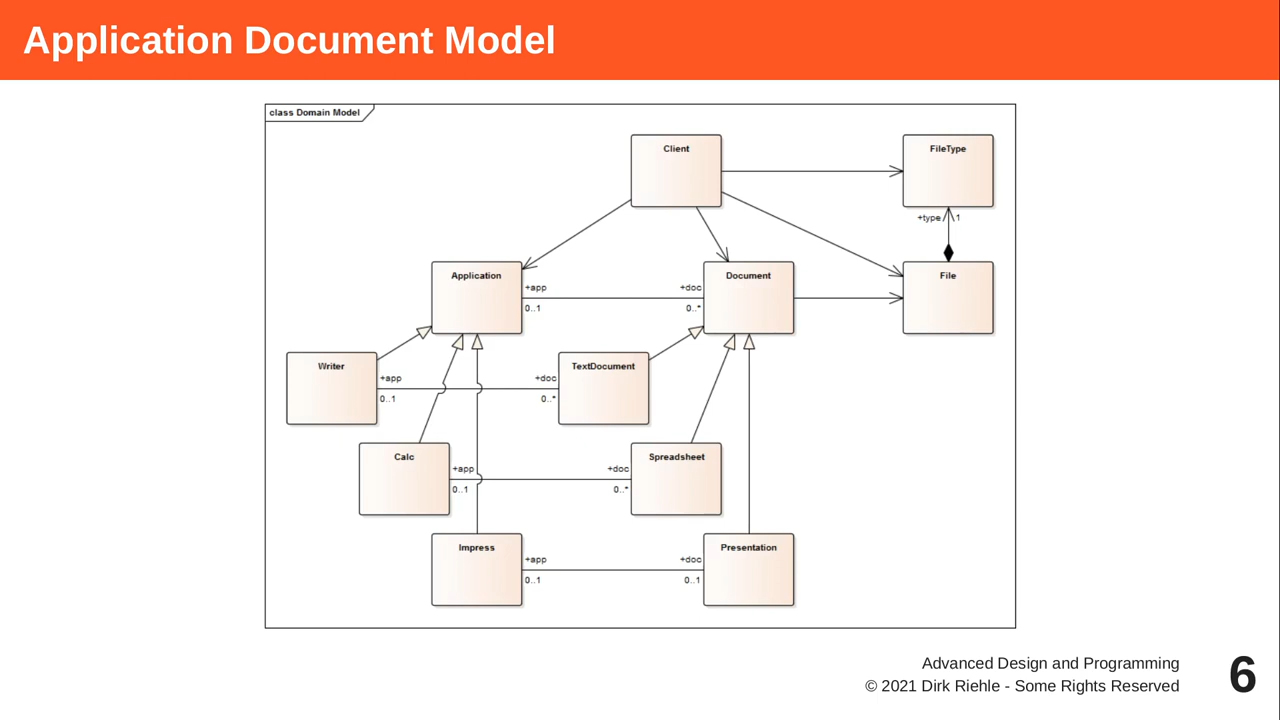 Application Document Model
class Domain Model
Client
FileType
+type
1
Application
Document
File
+app
+doc
0..1
0..*
Writer
TextDocument
+app
+doc
0..1
0..*
Calc
Spreadsheet
+app
+doc
0..1
0..*
Impress
Presentation
+app
+doc
0..1
0..1
Advanced Design and Programming
© 2021 Dirk Riehle - Some Rights Reserved
6